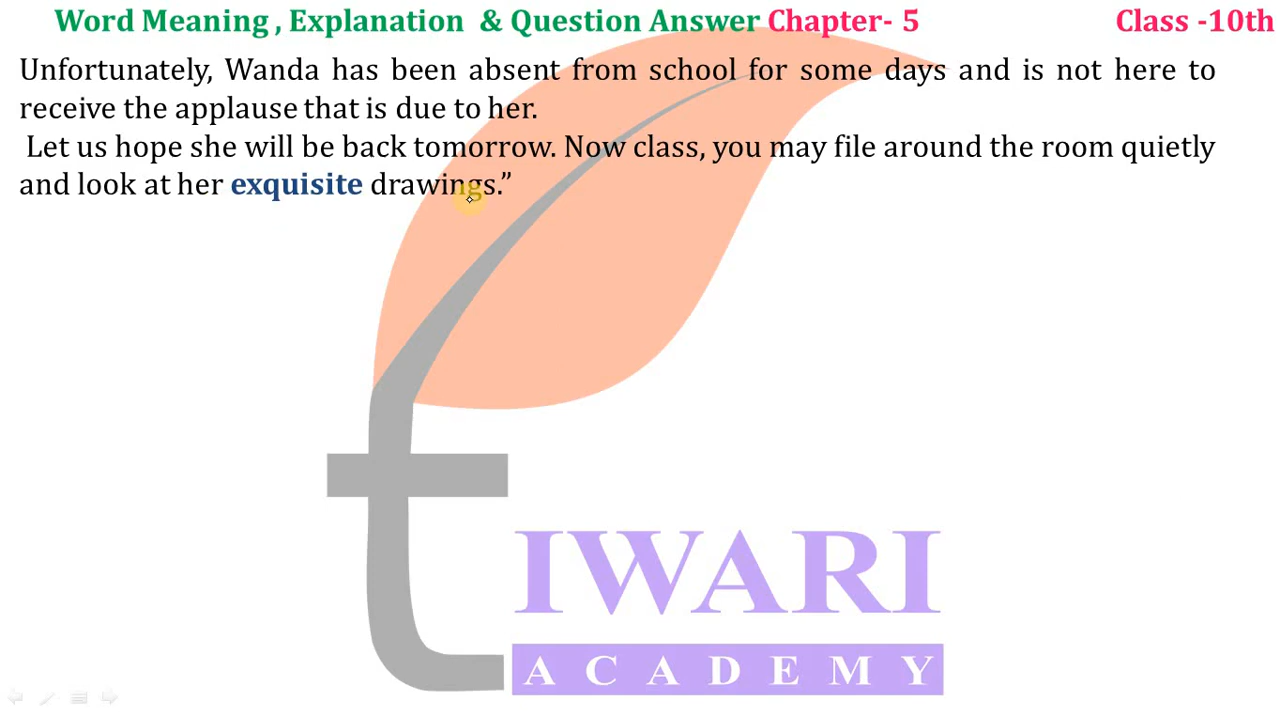 Word Meaning , Explanation & Question Answer Chapter- 5 Class -10th
Unfortunately, Wanda has been absent from school for some days and is not here to
receive the applause that is due to her.
Let us hope she will be back tomorrow. Now class, you may file around the room quietly
and look at her exquisite drawings.”
tIWARI
ACADEMY